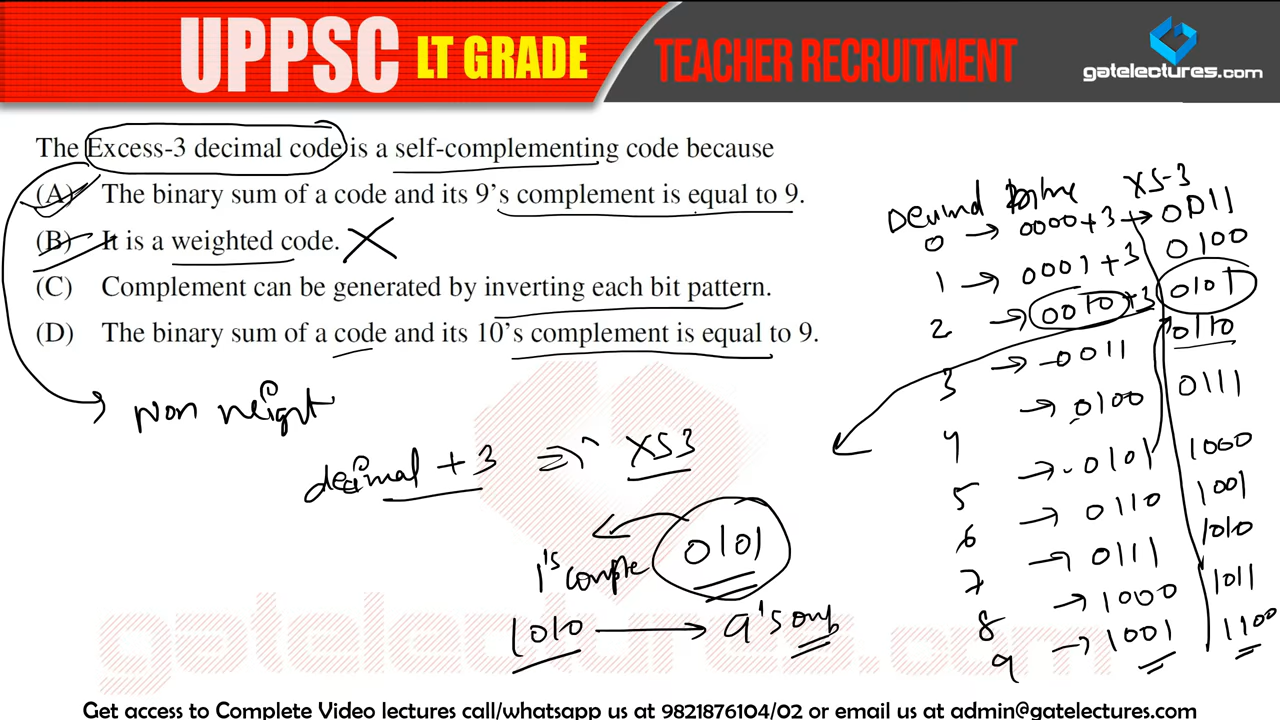 UPPSC LT GRADE TEACHER RECRUITMENT
gatelectures.com
The Excess-3 decimal code is a self-complementing code because
(A) The binary sum of a code and its 9's complement is equal to 9.
(B) It is a weighted code.
(C) Complement can be generated by inverting each bit pattern.
(D) The binary sum of a code and its 10's complement is equal to 9.
Non weight
decimal + 3 => XS3
0101
1's comple
1010 → 9's comp
Decimal XS-3
0 → 0000+3 → 0011
1 → 0001+3 0100
2 → 0010+3 0101
3 → 0011 0110
4 → 0100 0111
5 → 0101 1000
6 → 0110 1001
7 → 0111 1010
8 → 1000 1011
9 → 1001 1100
gatelectures.com
Get access to Complete Video lectures call/whatsapp us at 9821876104/02 or email us at admin@gatelectures.com